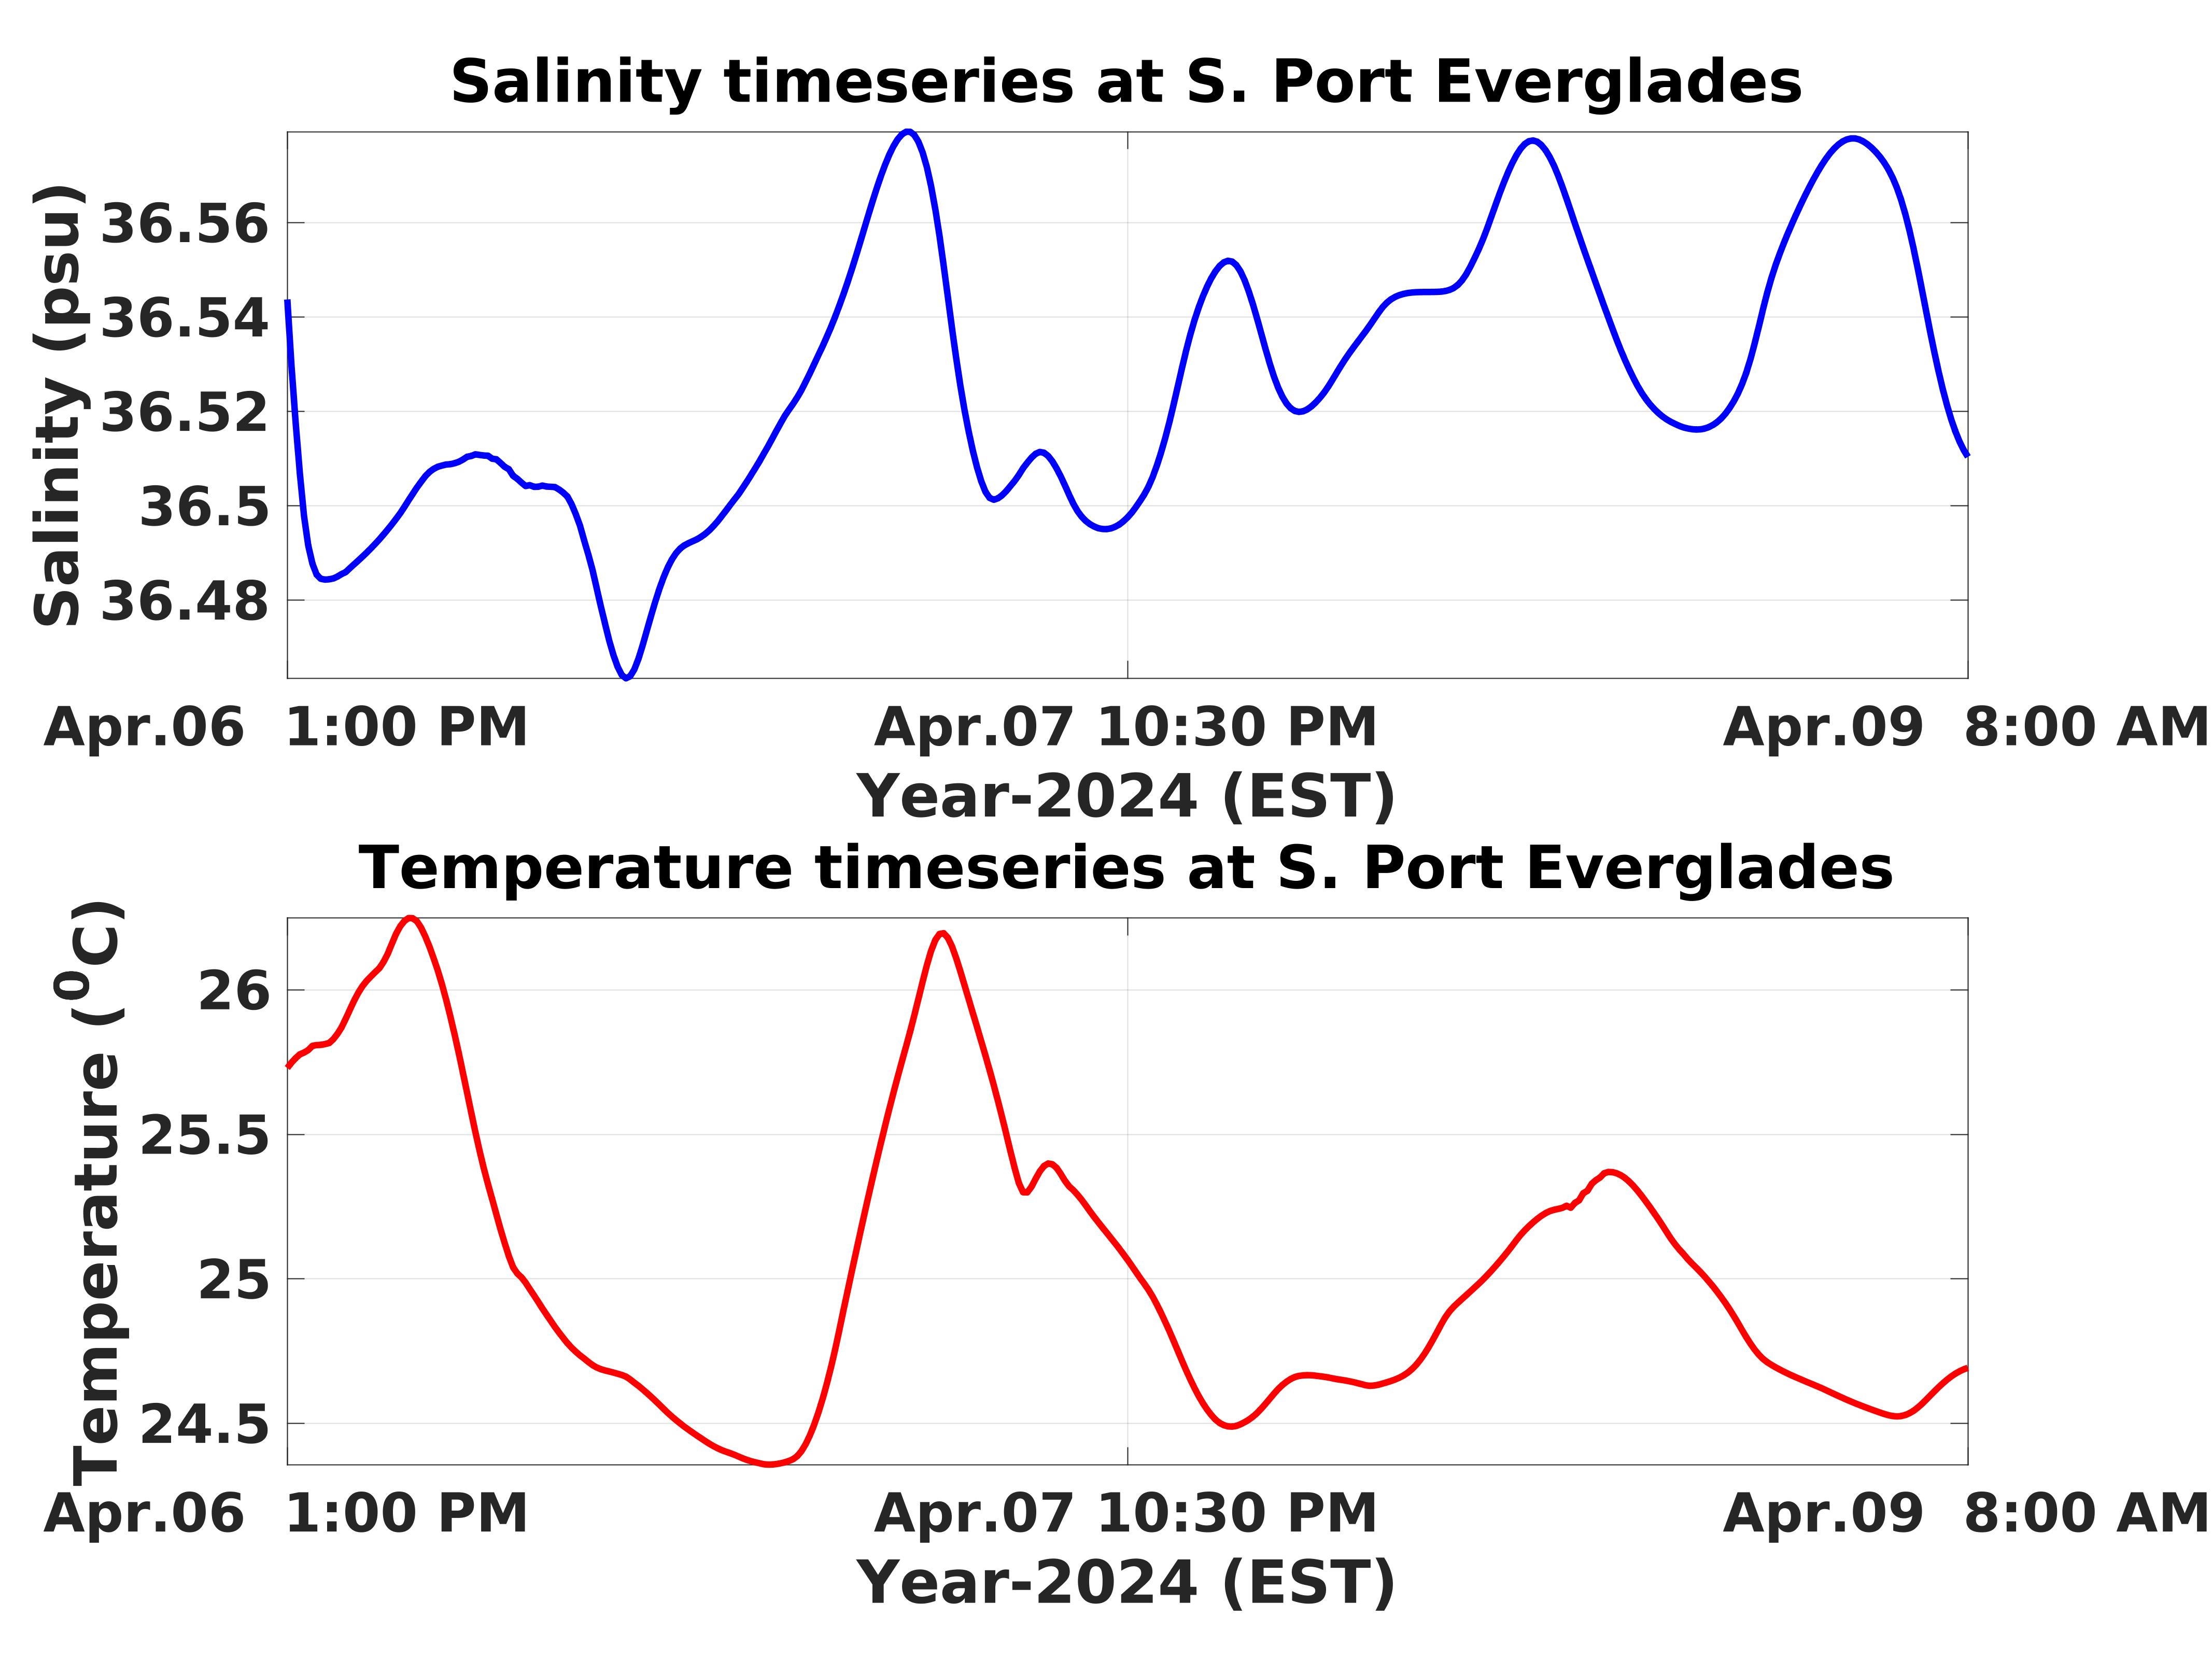 Salinity timeseries at S. Port Everglades
Salinity (psu)
36.56
36.54
36.52
36.5
36.48
Apr.06  1:00 PM
Apr.07 10:30 PM
Apr.09  8:00 AM
Year-2024 (EST)
Temperature timeseries at S. Port Everglades
Temperature (⁰C)
26
25.5
25
24.5
Apr.06  1:00 PM
Apr.07 10:30 PM
Apr.09  8:00 AM
Year-2024 (EST)